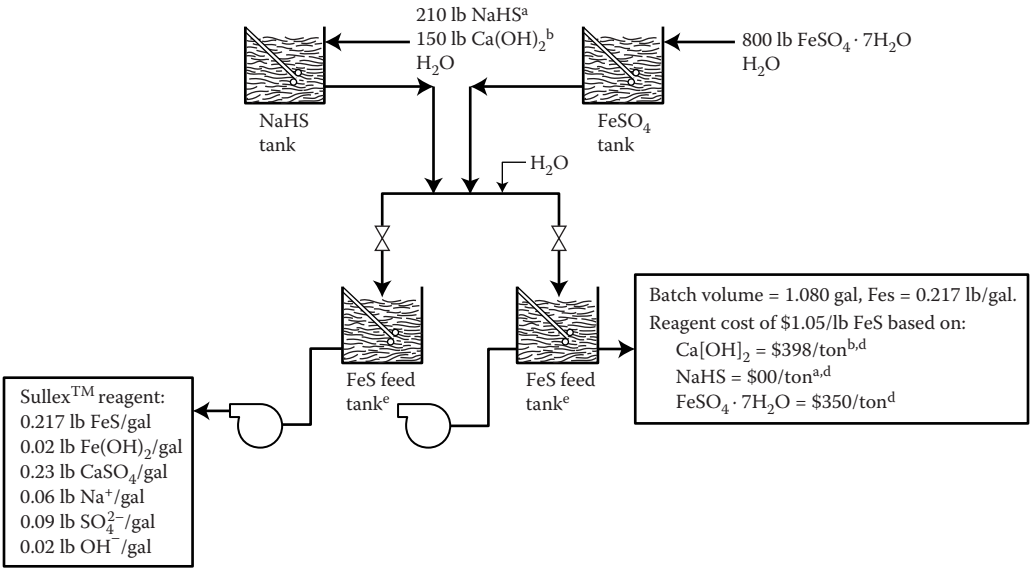 210 lb NaHSᵃ
150 lb Ca(OH)₂ᵇ
H₂O
800 lb FeSO₄ · 7H₂O
H₂O
NaHS
tank
FeSO₄
tank
H₂O
Batch volume = 1.080 gal, Fes = 0.217 lb/gal.
Reagent cost of $1.05/lb FeS based on:
Ca[OH]₂ = $398/tonᵇ,ᵈ
NaHS = $00/tonᵃ,ᵈ
FeSO₄ · 7H₂O = $350/tonᵈ
FeS feed
tankᵉ
FeS feed
tankᵉ
Sullex™ reagent:
0.217 lb FeS/gal
0.02 lb Fe(OH)₂/gal
0.23 lb CaSO₄/gal
0.06 lb Na⁺/gal
0.09 lb SO₄²⁻/gal
0.02 lb OH⁻/gal